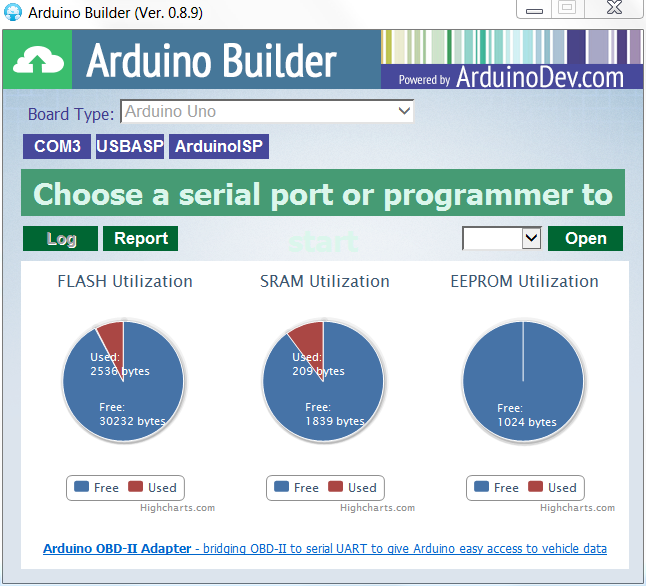 Arduino Builder (Ver. 0.8.9)
Arduino Builder
Powered by ArduinoDev.com
Board Type: Arduino Uno
COM3 USBASP ArduinoISP
Choose a serial port or programmer to
start
Log Report Open
FLASH Utilization SRAM Utilization EEPROM Utilization
Used:
2536 bytes
Free:
30232 bytes
Used:
209 bytes
Free:
1839 bytes
Free:
1024 bytes
Free Used
Highcharts.com
Free Used
Highcharts.com
Free Used
Highcharts.com
Arduino OBD-II Adapter - bridging OBD-II to serial UART to give Arduino easy access to vehicle data